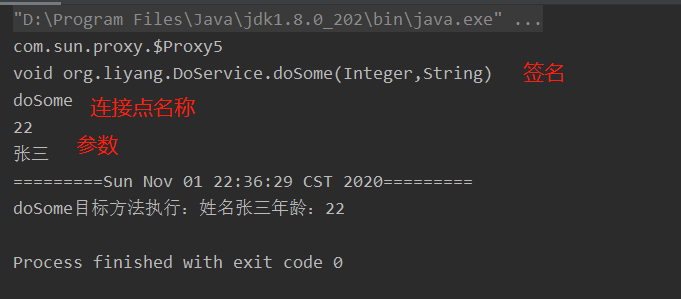 "D:\Program Files\Java\jdk1.8.0_202\bin\java.exe" ...
com.sun.proxy.$Proxy5
void org.liyang.DoService.doSome(Integer,String) 签名
doSome 连接点名称
22
张三 参数
=========Sun Nov 01 22:36:29 CST 2020=========
doSome目标方法执行：姓名张三年龄：22
Process finished with exit code 0